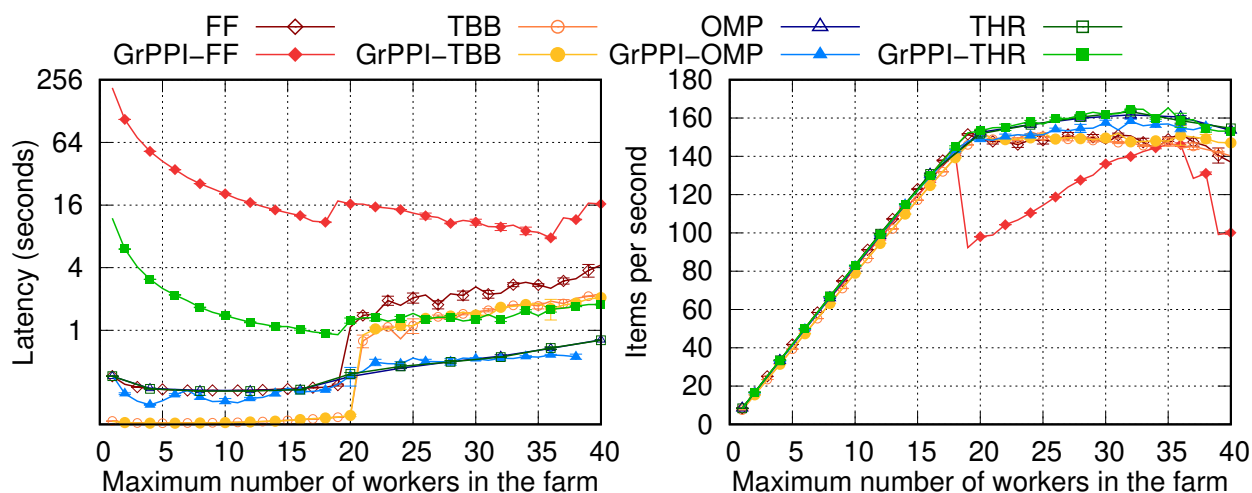 FF TBB OMP THR
GrPPI−FF GrPPI−TBB GrPPI−OMP GrPPI−THR
Latency (seconds)
256
64
16
4
1
0 5 10 15 20 25 30 35 40
Maximum number of workers in the farm
Items per second
180
160
140
120
100
80
60
40
20
0
0 5 10 15 20 25 30 35 40
Maximum number of workers in the farm